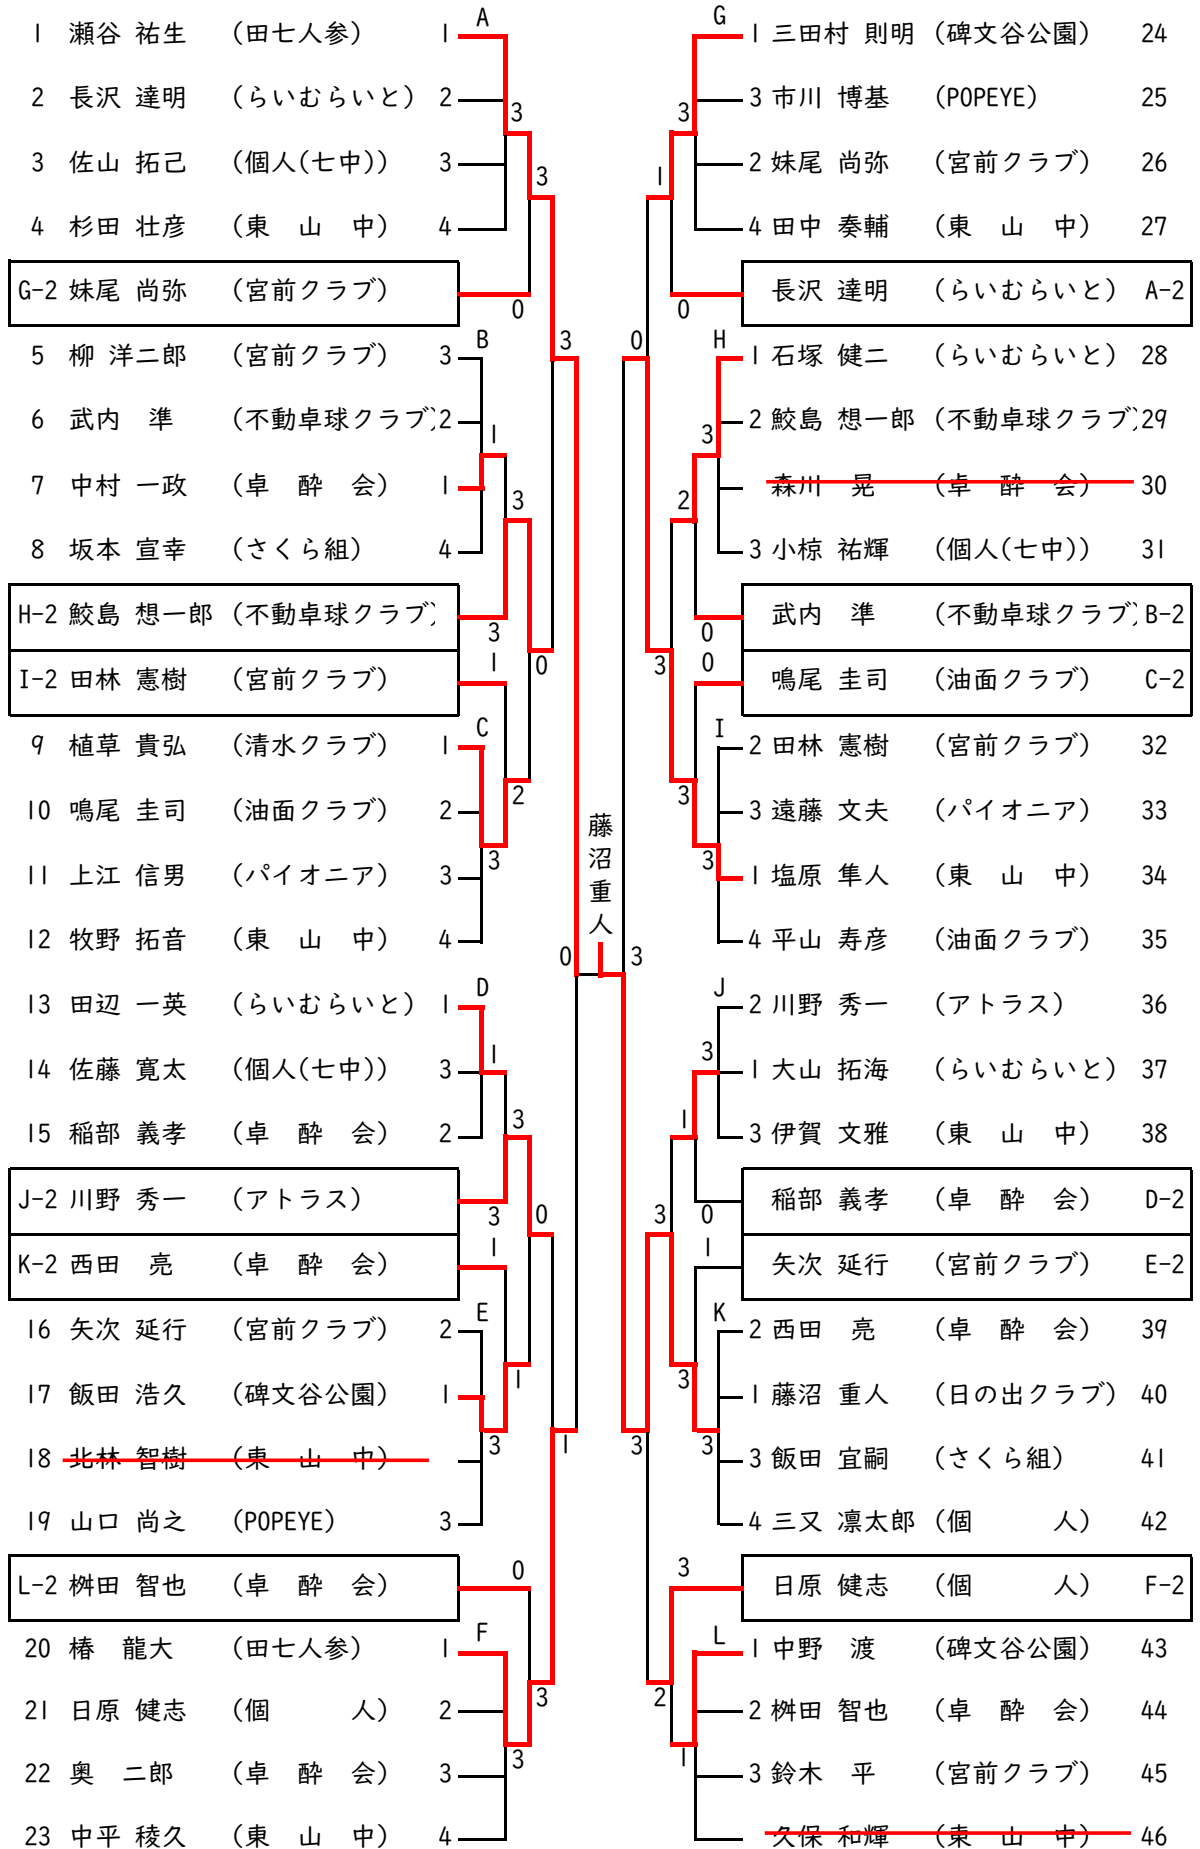 A
1 瀬谷 祐生 (田七人参) 1
2 長沢 達明 (らいむらいと) 2
3
3 佐山 拓己 (個人(七中)) 3
3
4 杉田 壮彦 (東 山 中) 4
G-2 妹尾 尚弥 (宮前クラブ)
0
B
3
5 柳 洋二郎 (宮前クラブ) 3
6 武内 準 (不動卓球クラブ) 2
1
7 中村 一政 (卓 酔 会) 1
3
8 坂本 宣幸 (さくら組) 4
H-2 鮫島 想一郎 (不動卓球クラブ)
3
1
0
I-2 田林 憲樹 (宮前クラブ)
C
9 植草 貴弘 (清水クラブ) 1
2
10 鳴尾 圭司 (油面クラブ) 2
3
11 上江 信男 (パイオニア) 3
12 牧野 拓音 (東 山 中) 4
0
D
13 田辺 一英 (らいむらいと) 1
1
14 佐藤 寛太 (個人(七中)) 3
3
15 稲部 義孝 (卓 酔 会) 2
J-2 川野 秀一 (アトラス)
3
0
1
K-2 西田 亮 (卓 酔 会)
E
16 矢次 延行 (宮前クラブ) 2
1
17 飯田 浩久 (碑文谷公園) 1
3
1
18 北林 智樹 (東 山 中)
19 山口 尚之 (POPEYE) 3
0
L-2 桝田 智也 (卓 酔 会)
F
20 椿 龍大 (田七人参) 1
3
21 日原 健志 (個 人) 2
3
22 奥 二郎 (卓 酔 会) 3
23 中平 稜久 (東 山 中) 4
藤沼重人
G
1 三田村 則明 (碑文谷公園) 24
3 市川 博基 (POPEYE) 25
3
2 妹尾 尚弥 (宮前クラブ) 26
1
4 田中 奏輔 (東 山 中) 27
長沢 達明 (らいむらいと) A-2
0
H
0
1 石塚 健二 (らいむらいと) 28
2 鮫島 想一郎 (不動卓球クラブ) 29
3
森川 晃 (卓 酔 会) 30
2
3 小椋 祐輝 (個人(七中)) 31
武内 準 (不動卓球クラブ) B-2
0
3
0
鳴尾 圭司 (油面クラブ) C-2
I
2 田林 憲樹 (宮前クラブ) 32
3
3 遠藤 文夫 (パイオニア) 33
3
1 塩原 隼人 (東 山 中) 34
4 平山 寿彦 (油面クラブ) 35
3
J
2 川野 秀一 (アトラス) 36
3
1 大山 拓海 (らいむらいと) 37
1
3 伊賀 文雅 (東 山 中) 38
稲部 義孝 (卓 酔 会) D-2
3
0
1
矢次 延行 (宮前クラブ) E-2
K
2 西田 亮 (卓 酔 会) 39
3
1 藤沼 重人 (日の出クラブ) 40
3
3
3 飯田 宜嗣 (さくら組) 41
4 三又 凛太郎 (個 人) 42
3
日原 健志 (個 人) F-2
L
1 中野 渡 (碑文谷公園) 43
2
2 桝田 智也 (卓 酔 会) 44
1
3 鈴木 平 (宮前クラブ) 45
久保 和輝 (東 山 中) 46